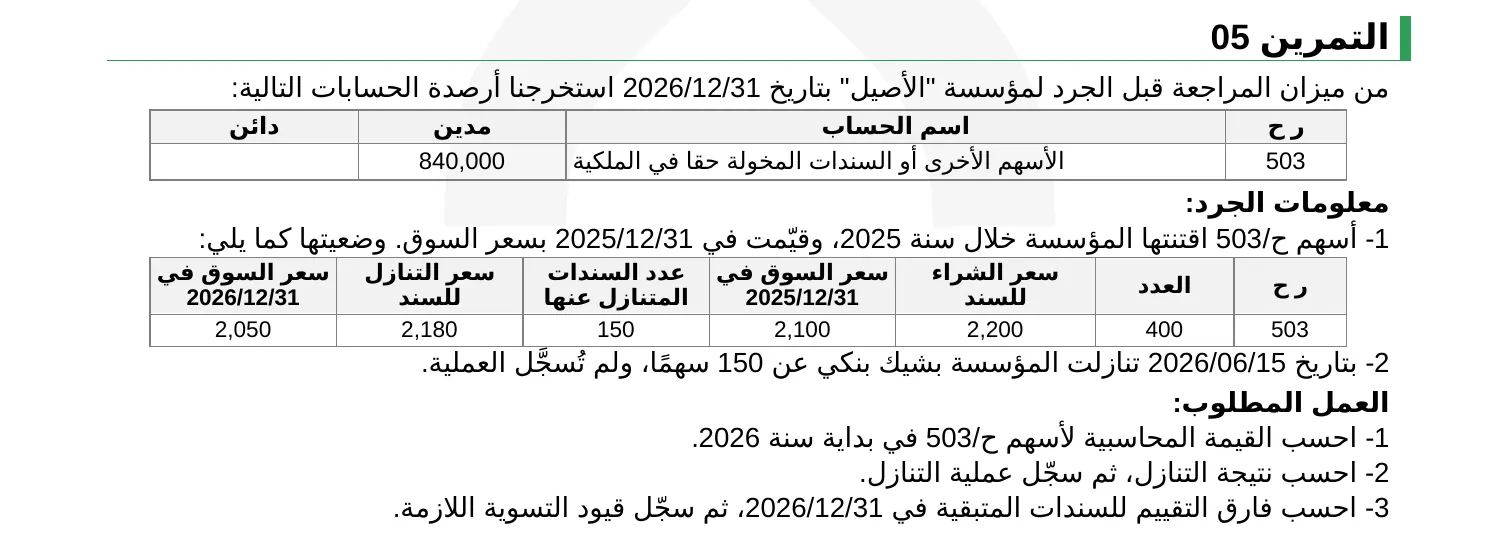 التمرين 05
من ميزان المراجعة قبل الجرد لمؤسسة "الأصيل" بتاريخ 2026/12/31 استخرجنا أرصدة الحسابات التالية:
ر ح | اسم الحساب | مدين | دائن
503 | الأسهم الأخرى أو السندات المخولة حقا في الملكية | 840,000 |
معلومات الجرد:
1- أسهم ح/503 اقتنتها المؤسسة خلال سنة 2025، وقيّمت في 2025/12/31 بسعر السوق. وضعيتها كما يلي:
ر ح | العدد | سعر الشراء للسند | سعر السوق في 2025/12/31 | عدد السندات المتنازل عنها | سعر التنازل للسند | سعر السوق في 2026/12/31
503 | 400 | 2,200 | 2,100 | 150 | 2,180 | 2,050
2- بتاريخ 2026/06/15 تنازلت المؤسسة بشيك بنكي عن 150 سهمًا، ولم تُسجَّل العملية.
العمل المطلوب:
1- احسب القيمة المحاسبية لأسهم ح/503 في بداية سنة 2026.
2- احسب نتيجة التنازل، ثم سجّل عملية التنازل.
3- احسب فارق التقييم للسندات المتبقية في 2026/12/31، ثم سجّل قيود التسوية اللازمة.